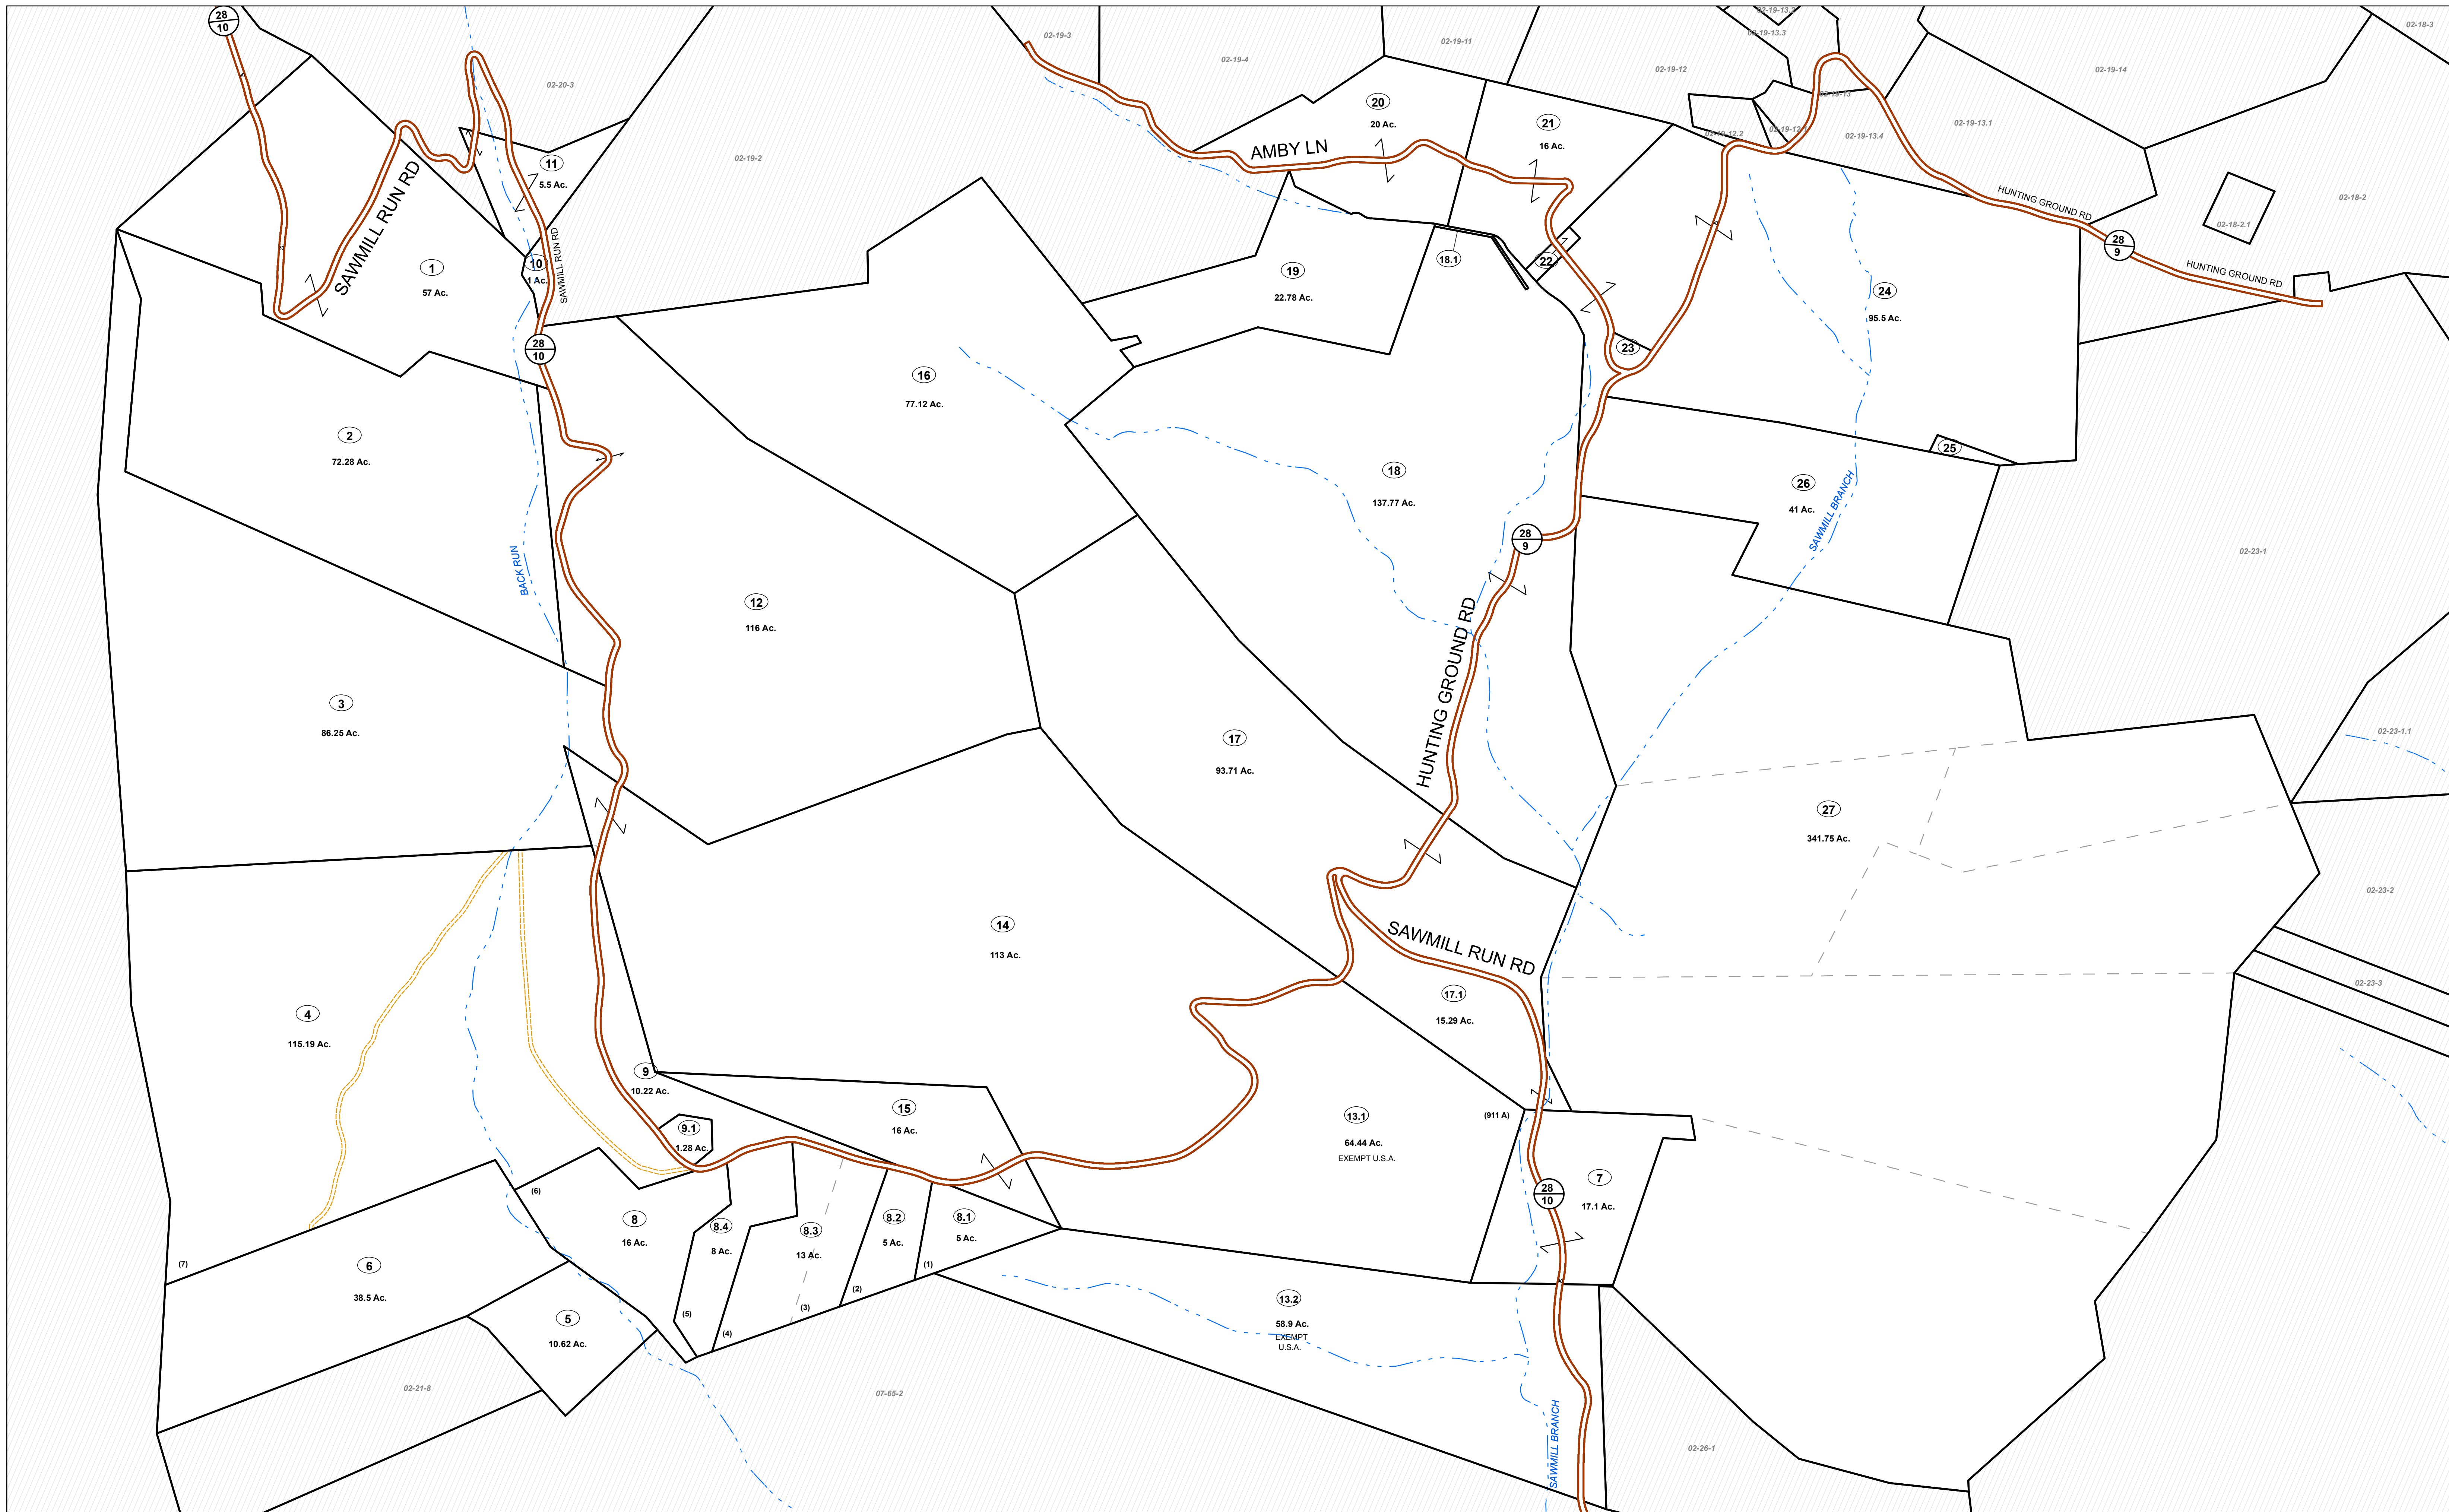 28
10
02-20-3
02-19-3
02-19-4
02-19-11
02-19-12
02-19-13.3
02-19-14
02-18-3
02-19-13
02-19-13.1
02-19-13.4
02-19-12.2
02-19-2
02-18-2
02-18-2.1
20
20 Ac.
21
16 Ac.
AMBY LN
11
5.5 Ac.
SAWMILL RUN RD
SAWMILL RUN RD
10
1 Ac.
1
57 Ac.
28
10
HUNTING GROUND RD
28
9
HUNTING GROUND RD
19
22.78 Ac.
18.1
22
23
24
95.5 Ac.
16
77.12 Ac.
2
72.28 Ac.
18
137.77 Ac.
25
26
41 Ac.
SAWMILL BRANCH
28
9
02-23-1
BACK RUN
12
116 Ac.
HUNTING GROUND RD
3
86.25 Ac.
17
93.71 Ac.
02-23-1.1
27
341.75 Ac.
02-23-2
14
113 Ac.
SAWMILL RUN RD
02-23-3
17.1
15.29 Ac.
4
115.19 Ac.
9
10.22 Ac.
9.1
1.28 Ac.
15
16 Ac.
(911 A)
13.1
64.44 Ac.
EXEMPT U.S.A.
7
17.1 Ac.
28
10
(6)
8
16 Ac.
8.4
8 Ac.
8.3
13 Ac.
8.2
5 Ac.
8.1
5 Ac.
(7)
6
38.5 Ac.
(1)
(2)
(3)
(4)
(5)
5
10.62 Ac.
13.2
58.9 Ac.
EXEMPT
U.S.A.
02-21-8
07-65-2
SAWMILL BRANCH
02-26-1